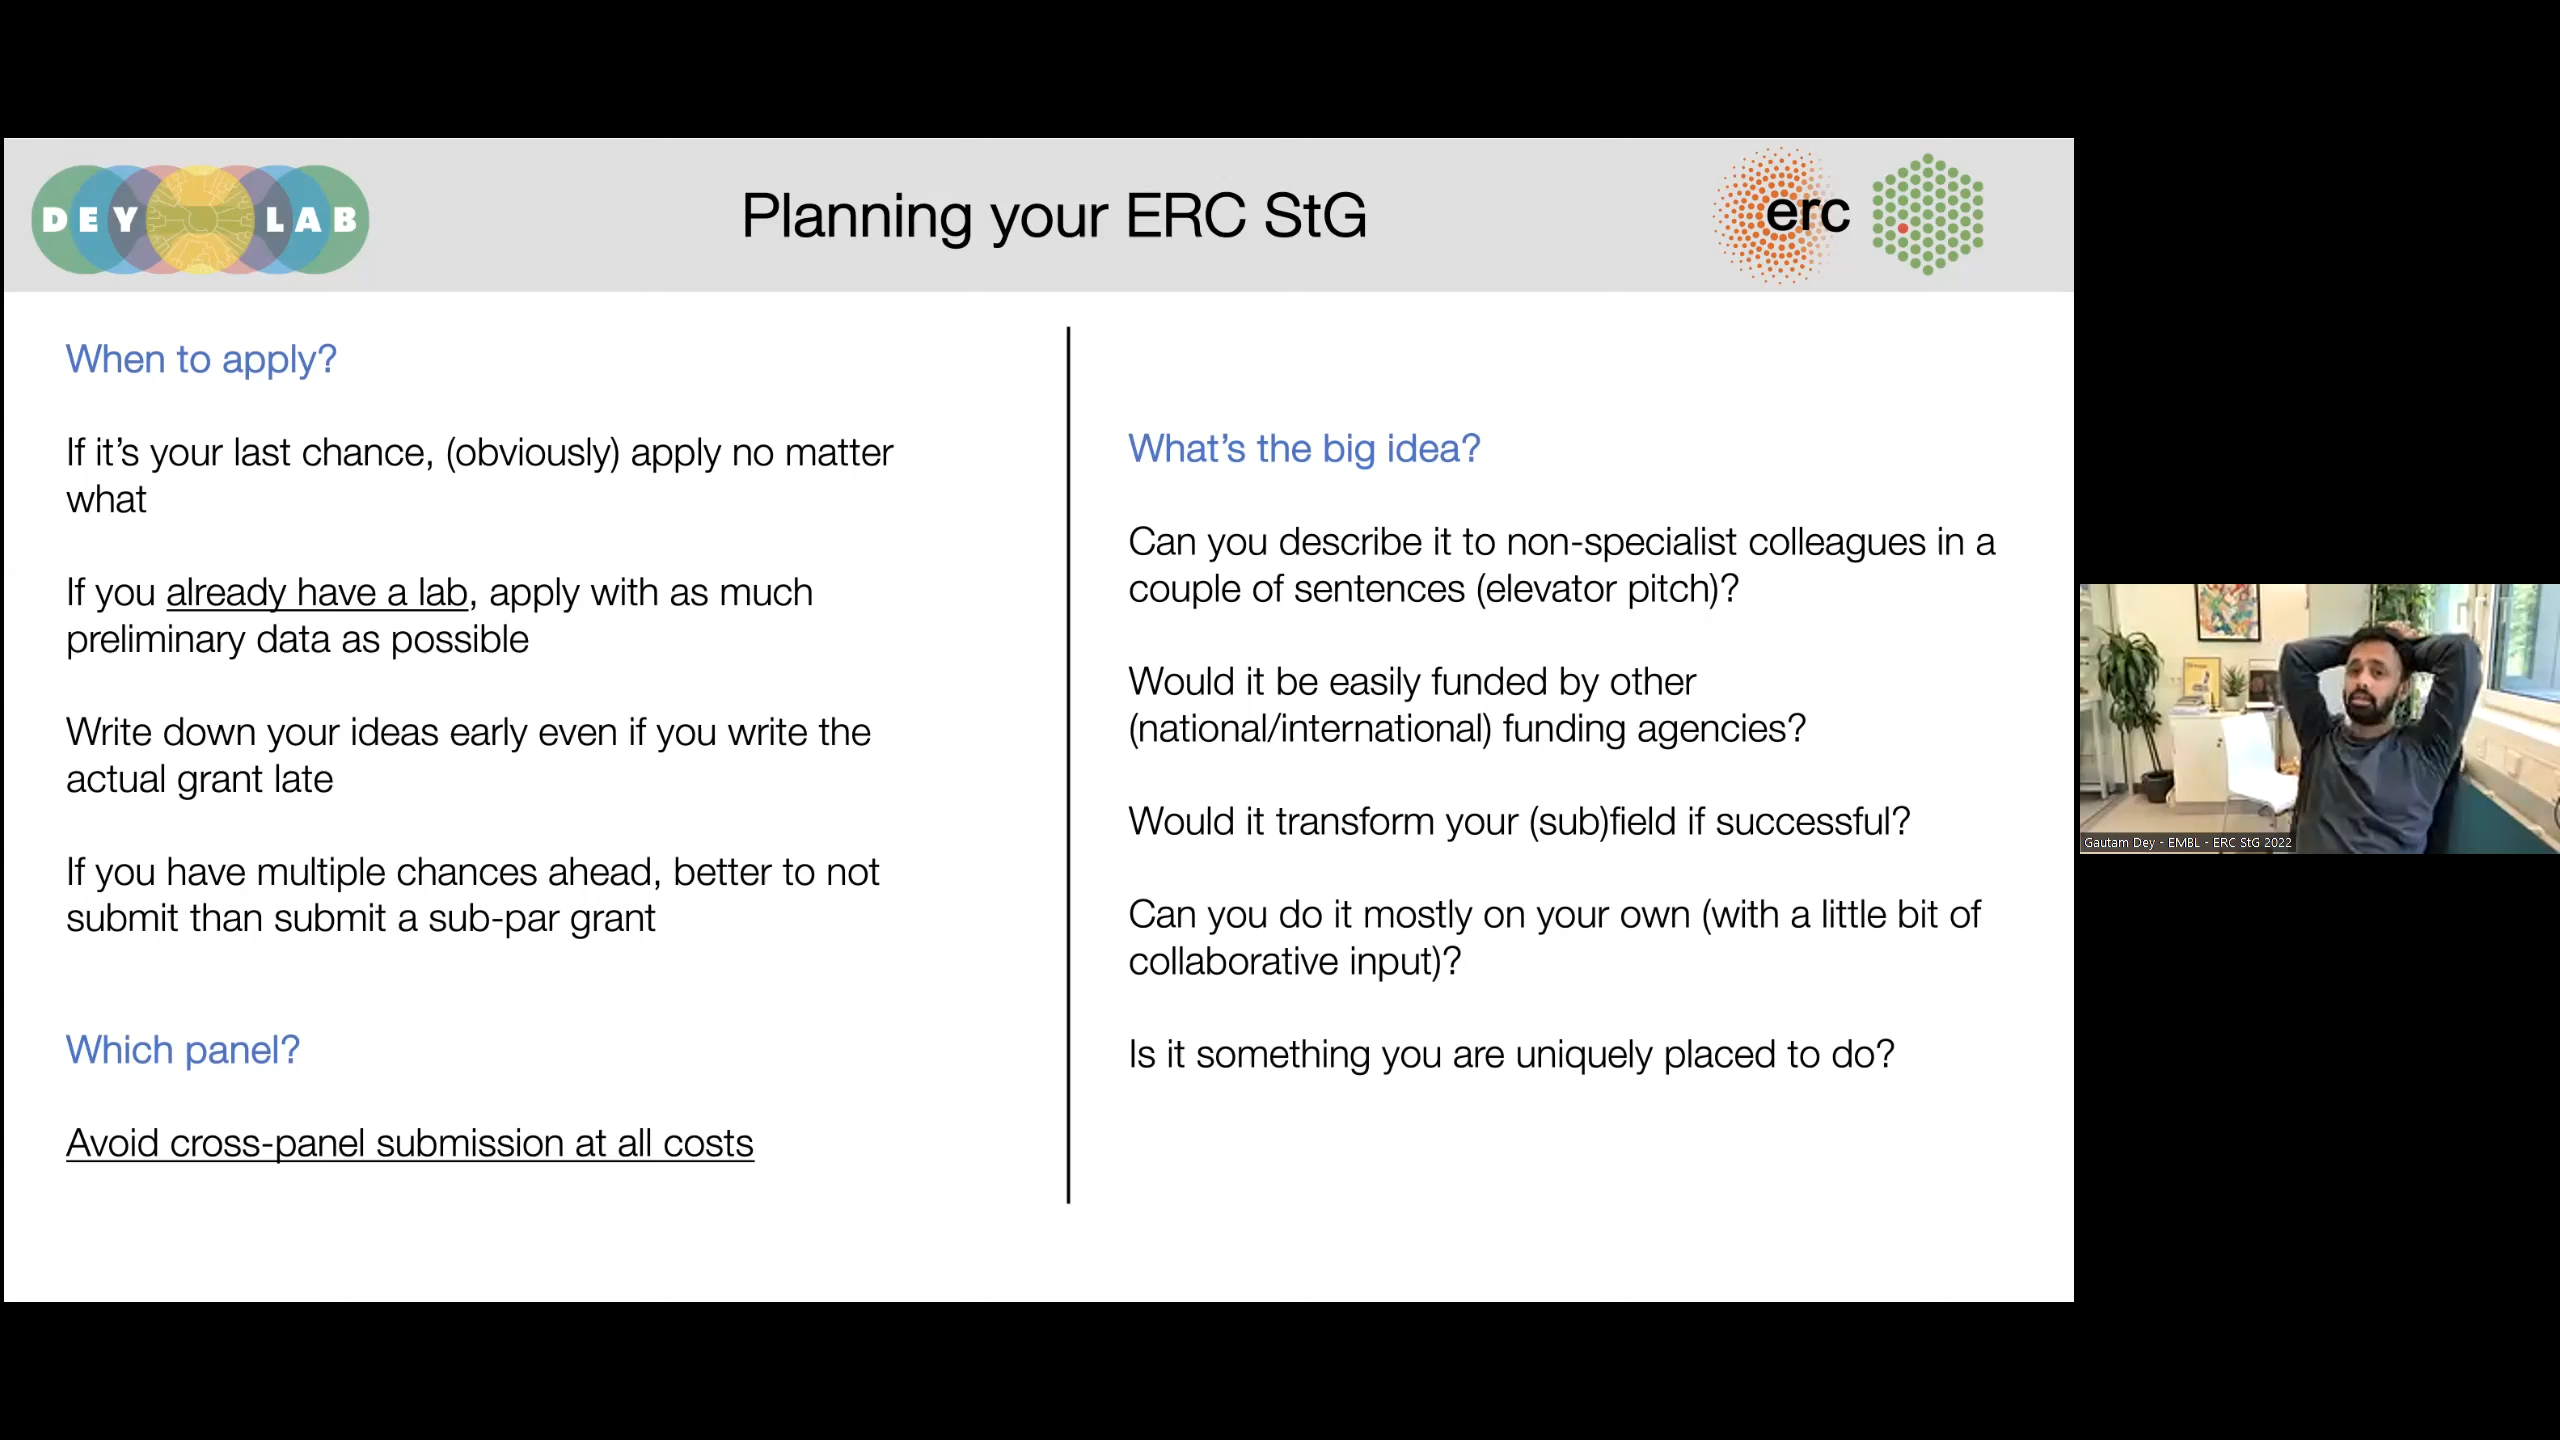 DEY LAB
Planning your ERC StG
erc
When to apply?
If it’s your last chance, (obviously) apply no matter
what
If you already have a lab, apply with as much
preliminary data as possible
Write down your ideas early even if you write the
actual grant late
If you have multiple chances ahead, better to not
submit than submit a sub-par grant
Which panel?
Avoid cross-panel submission at all costs
What’s the big idea?
Can you describe it to non-specialist colleagues in a
couple of sentences (elevator pitch)?
Would it be easily funded by other
(national/international) funding agencies?
Would it transform your (sub)field if successful?
Can you do it mostly on your own (with a little bit of
collaborative input)?
Is it something you are uniquely placed to do?
Gautam Dey - EMBL - ERC StG 2022